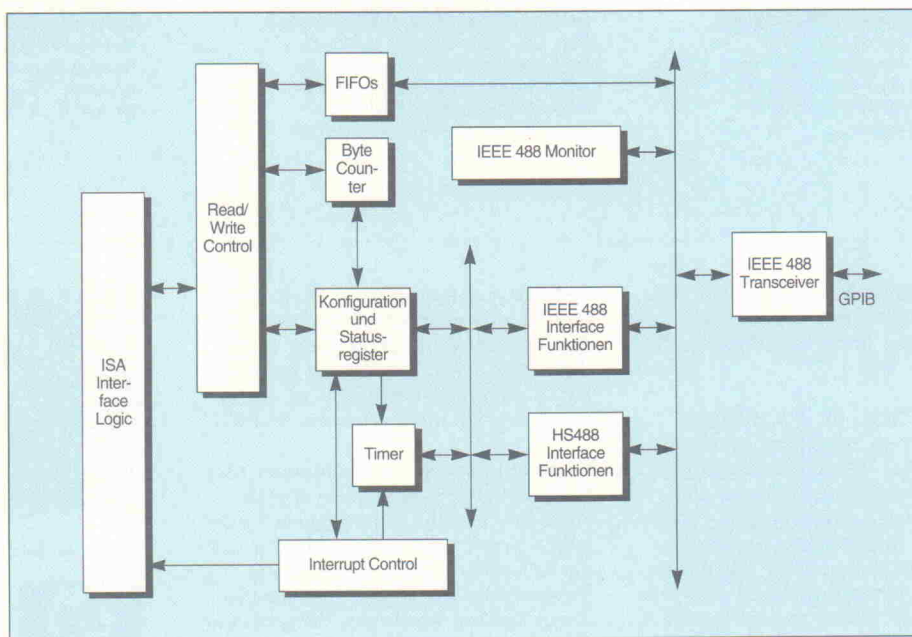 FIFOs
IEEE 488 Monitor
Byte
Coun-
ter
Read/
Write
Control
IEEE 488
Transceiver
GPIB
Konfiguration
und
Status-
register
IEEE 488
Interface
Funktionen
ISA
Inter-
face
Logic
Timer
HS488
Interface
Funktionen
Interrupt Control